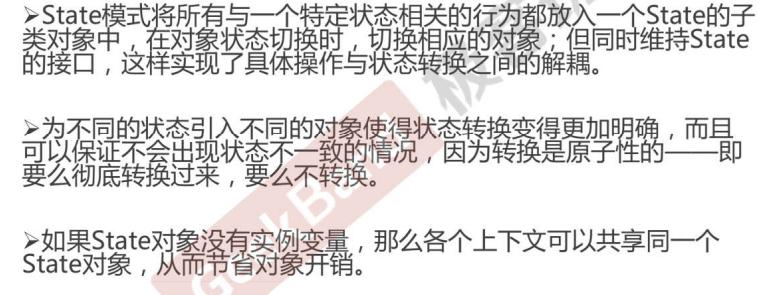 ➢State模式将所有与一个特定状态相关的行为都放入一个State的子
类对象中，在对象状态切换时，切换相应的对象；但同时维持State
的接口，这样实现了具体操作与状态转换之间的解耦。
➢为不同的状态引入不同的对象使得状态转换变得更加明确，而且
可以保证不会出现状态不一致的情况，因为转换是原子性的——即
要么彻底转换过来，要么不转换。
➢如果State对象没有实例变量，那么各个上下文可以共享同一个
State对象，从而节省对象开销。
GeekBand